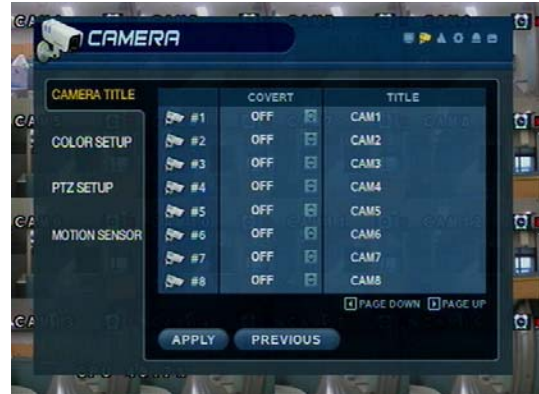 CAMERA
CAMERA TITLE
COLOR SETUP
PTZ SETUP
MOTION SENSOR
COVERT TITLE
#1 OFF CAM1
#2 OFF CAM2
#3 OFF CAM3
#4 OFF CAM4
#5 OFF CAM5
#6 OFF CAM6
#7 OFF CAM7
#8 OFF CAM8
PAGE DOWN PAGE UP
APPLY PREVIOUS